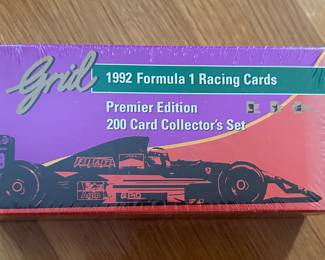 Grid
1992 Formula 1 Racing Cards
Premier Edition
200 Card Collector's Set